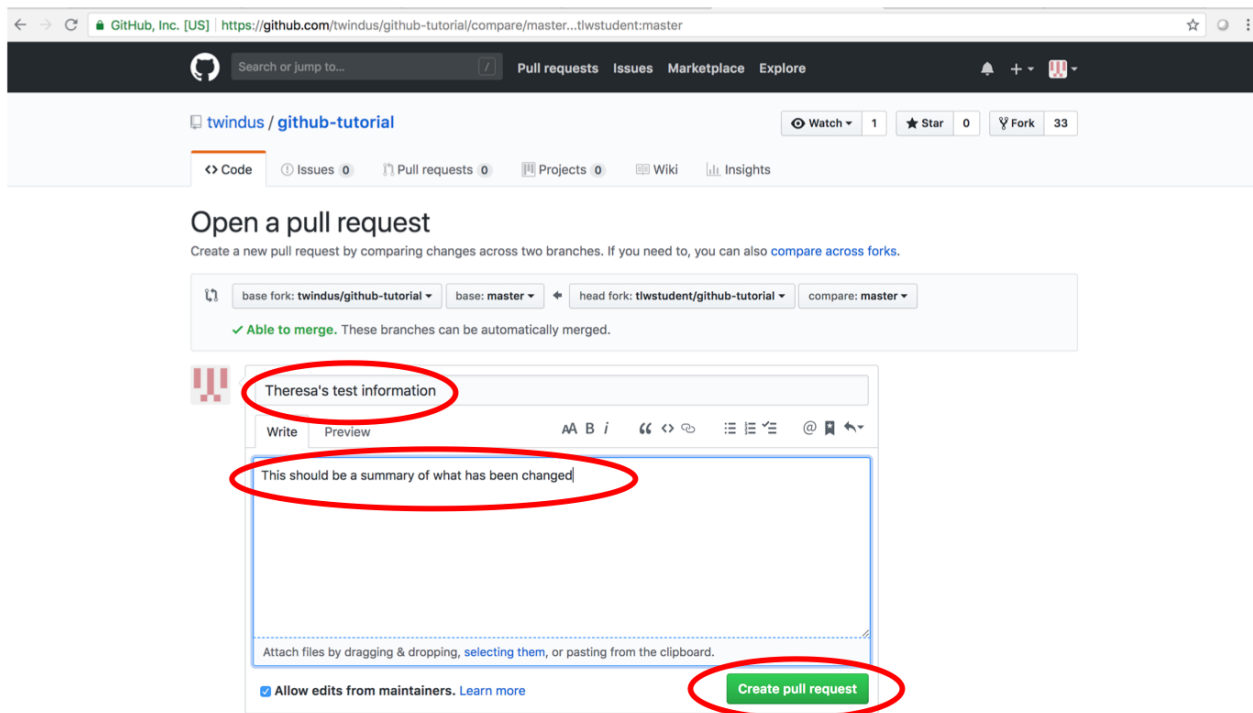 GitHub, Inc. [US] https://github.com/twindus/github-tutorial/compare/master...tlwstudent:master
Search or jump to... / Pull requests Issues Marketplace Explore
twindus / github-tutorial Watch 1 Star 0 Fork 33
Code Issues 0 Pull requests 0 Projects 0 Wiki Insights
Open a pull request
Create a new pull request by comparing changes across two branches. If you need to, you can also compare across forks.
base fork: twindus/github-tutorial base: master head fork: tlwstudent/github-tutorial compare: master
Able to merge. These branches can be automatically merged.
Theresa's test information
Write Preview AA B i
This should be a summary of what has been changed
Attach files by dragging & dropping, selecting them, or pasting from the clipboard.
Allow edits from maintainers. Learn more Create pull request